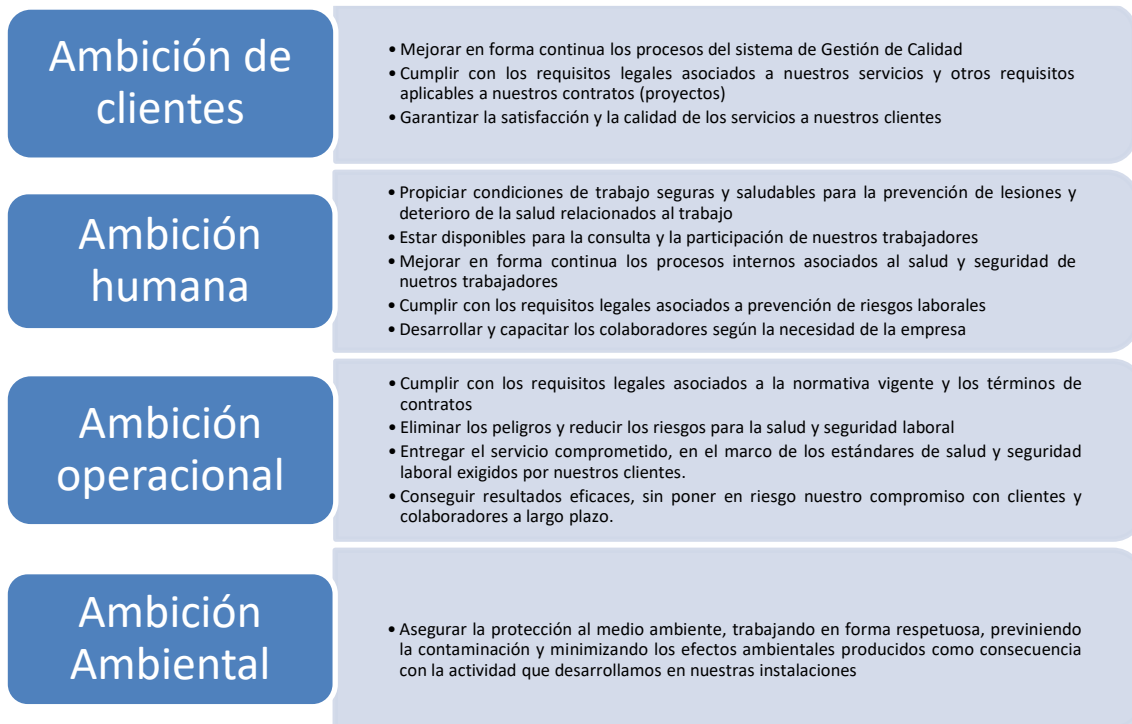 Ambición de
clientes
• Mejorar en forma continua los procesos del sistema de Gestión de Calidad
• Cumplir con los requisitos legales asociados a nuestros servicios y otros requisitos
aplicables a nuestros contratos (proyectos)
• Garantizar la satisfacción y la calidad de los servicios a nuestros clientes
Ambición
humana
• Propiciar condiciones de trabajo seguras y saludables para la prevención de lesiones y
deterioro de la salud relacionados al trabajo
• Estar disponibles para la consulta y la participación de nuestros trabajadores
• Mejorar en forma continua los procesos internos asociados al salud y seguridad de
nuetros trabajadores
• Cumplir con los requisitos legales asociados a prevención de riesgos laborales
• Desarrollar y capacitar los colaboradores según la necesidad de la empresa
Ambición
operacional
• Cumplir con los requisitos legales asociados a la normativa vigente y los términos de
contratos
• Eliminar los peligros y reducir los riesgos para la salud y seguridad laboral
• Entregar el servicio comprometido, en el marco de los estándares de salud y seguridad
laboral exigidos por nuestros clientes.
• Conseguir resultados eficaces, sin poner en riesgo nuestro compromiso con clientes y
colaboradores a largo plazo.
Ambición
Ambiental
• Asegurar la protección al medio ambiente, trabajando en forma respetuosa, previniendo
la contaminación y minimizando los efectos ambientales producidos como consecuencia
con la actividad que desarrollamos en nuestras instalaciones